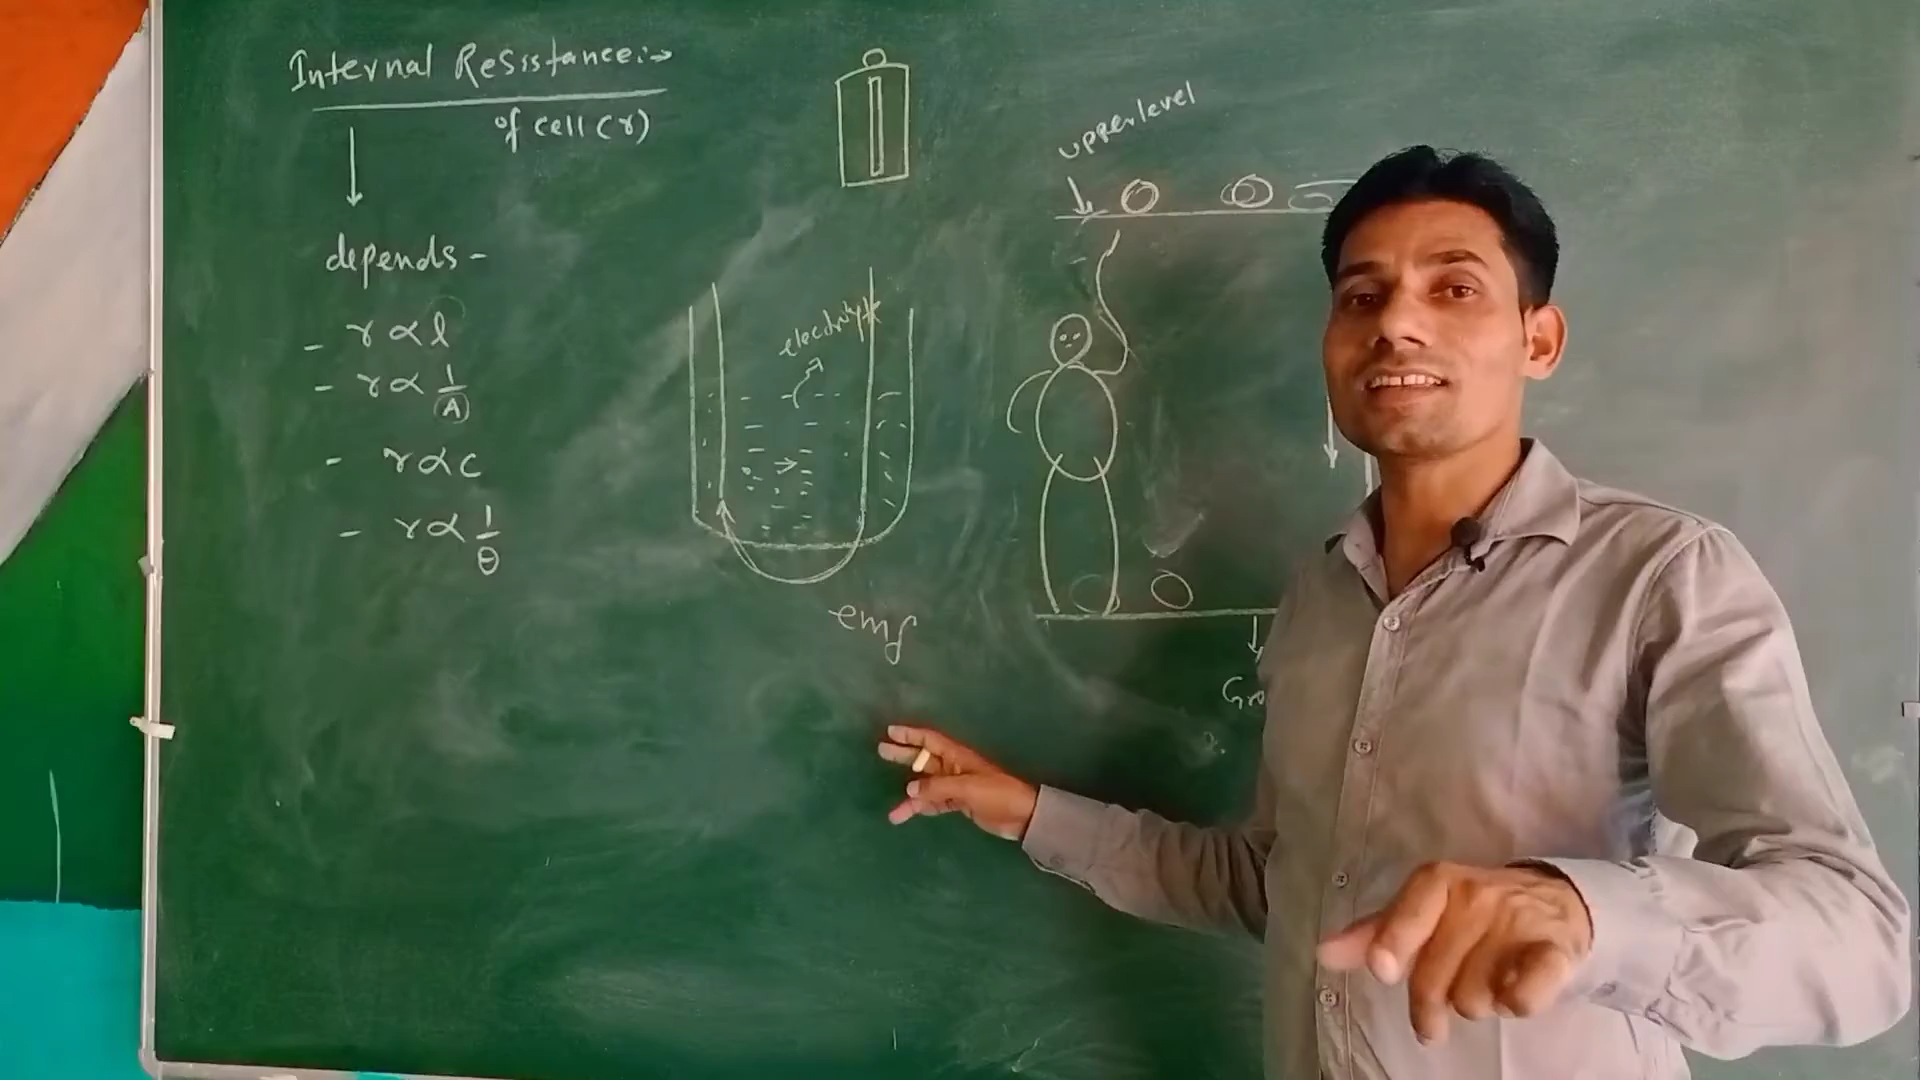 Internal Resistance:→
of cell (r)
depends -
- r ∝ l
- r ∝ 1/A
- r ∝ c
- r ∝ 1/θ
electrolyte
emf
upper level